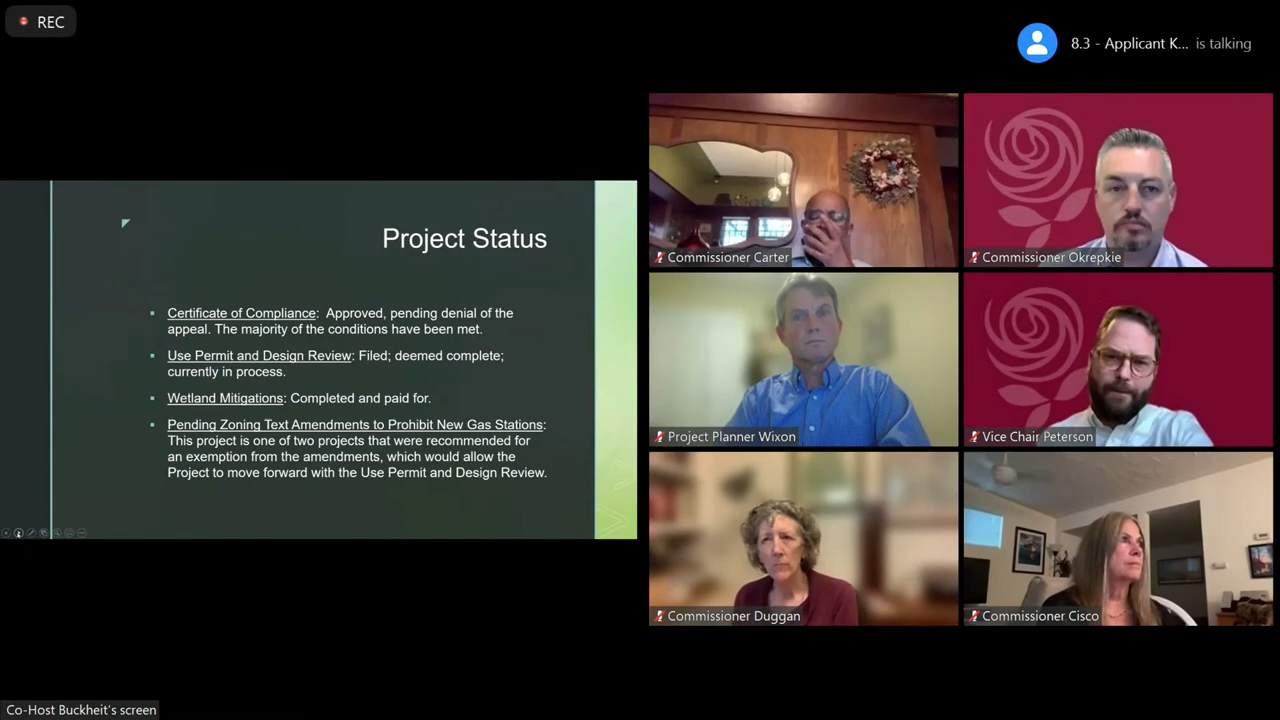 REC
8.3 - Applicant K... is talking
Project Status
Certificate of Compliance: Approved, pending denial of the
appeal. The majority of the conditions have been met.
Use Permit and Design Review: Filed; deemed complete;
currently in process.
Wetland Mitigations: Completed and paid for.
Pending Zoning Text Amendments to Prohibit New Gas Stations:
This project is one of two projects that were recommended for
an exemption from the amendments, which would allow the
Project to move forward with the Use Permit and Design Review.
Commissioner Carter
Commissioner Okrepkie
Project Planner Wixon
Vice Chair Peterson
Commissioner Duggan
Commissioner Cisco
Co-Host Buckheit's screen